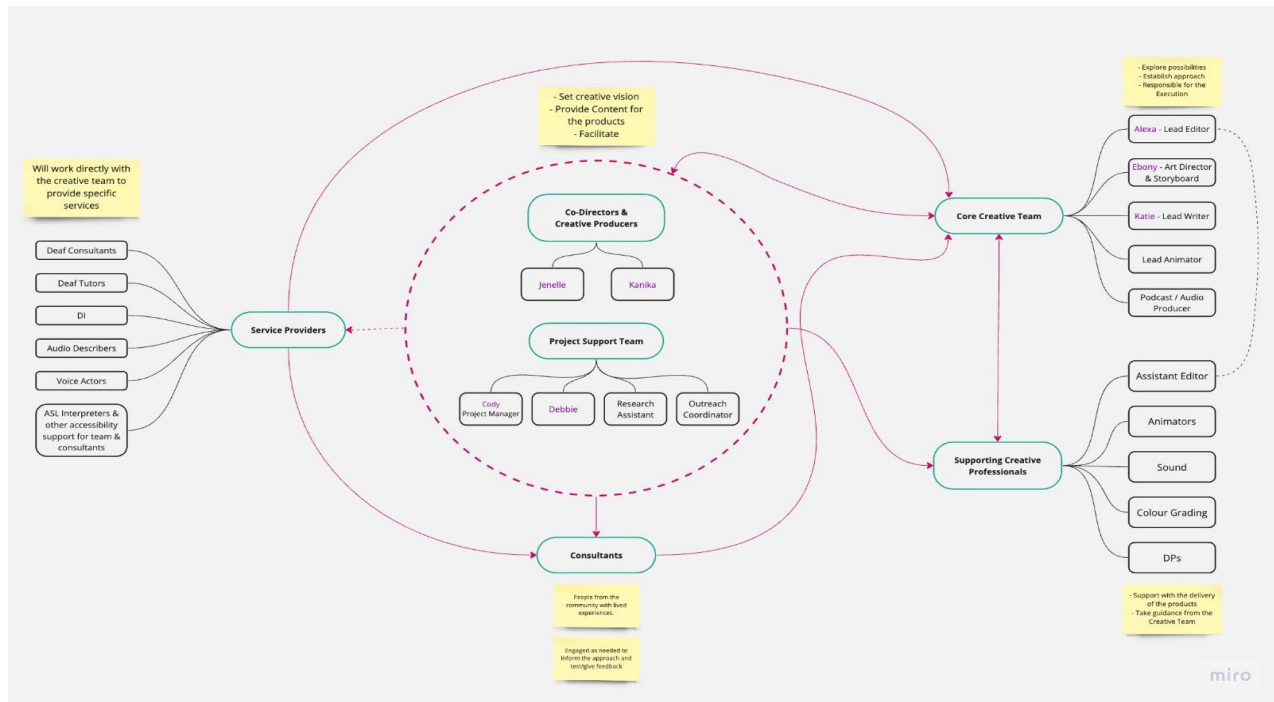 - Explore possibilities
- Establish approach
- Responsible for the
Execution
- Set creative vision
- Provide Content for
the products
- Facilitate
Will work directly with
the creative team to
provide specific
services
Deaf Consultants
Deaf Tutors
DI
Audio Describers
Voice Actors
ASL Interpreters &
other accessibility
support for team &
consultants
Service Providers
Co-Directors &
Creative Producers
Jenelle
Kanika
Project Support Team
Cody
Project Manager
Debbie
Research
Assistant
Outreach
Coordinator
Consultants
People from the
community with lived
experiences.
Engaged as needed to
inform the approach and
test/give feedback
Core Creative Team
Alexa - Lead Editor
Ebony - Art Director
& Storyboard
Katie - Lead Writer
Lead Animator
Podcast / Audio
Producer
Supporting Creative
Professionals
Assistant Editor
Animators
Sound
Colour Grading
DPs
- Support with the delivery
of the products
- Take guidance from the
Creative Team
miro